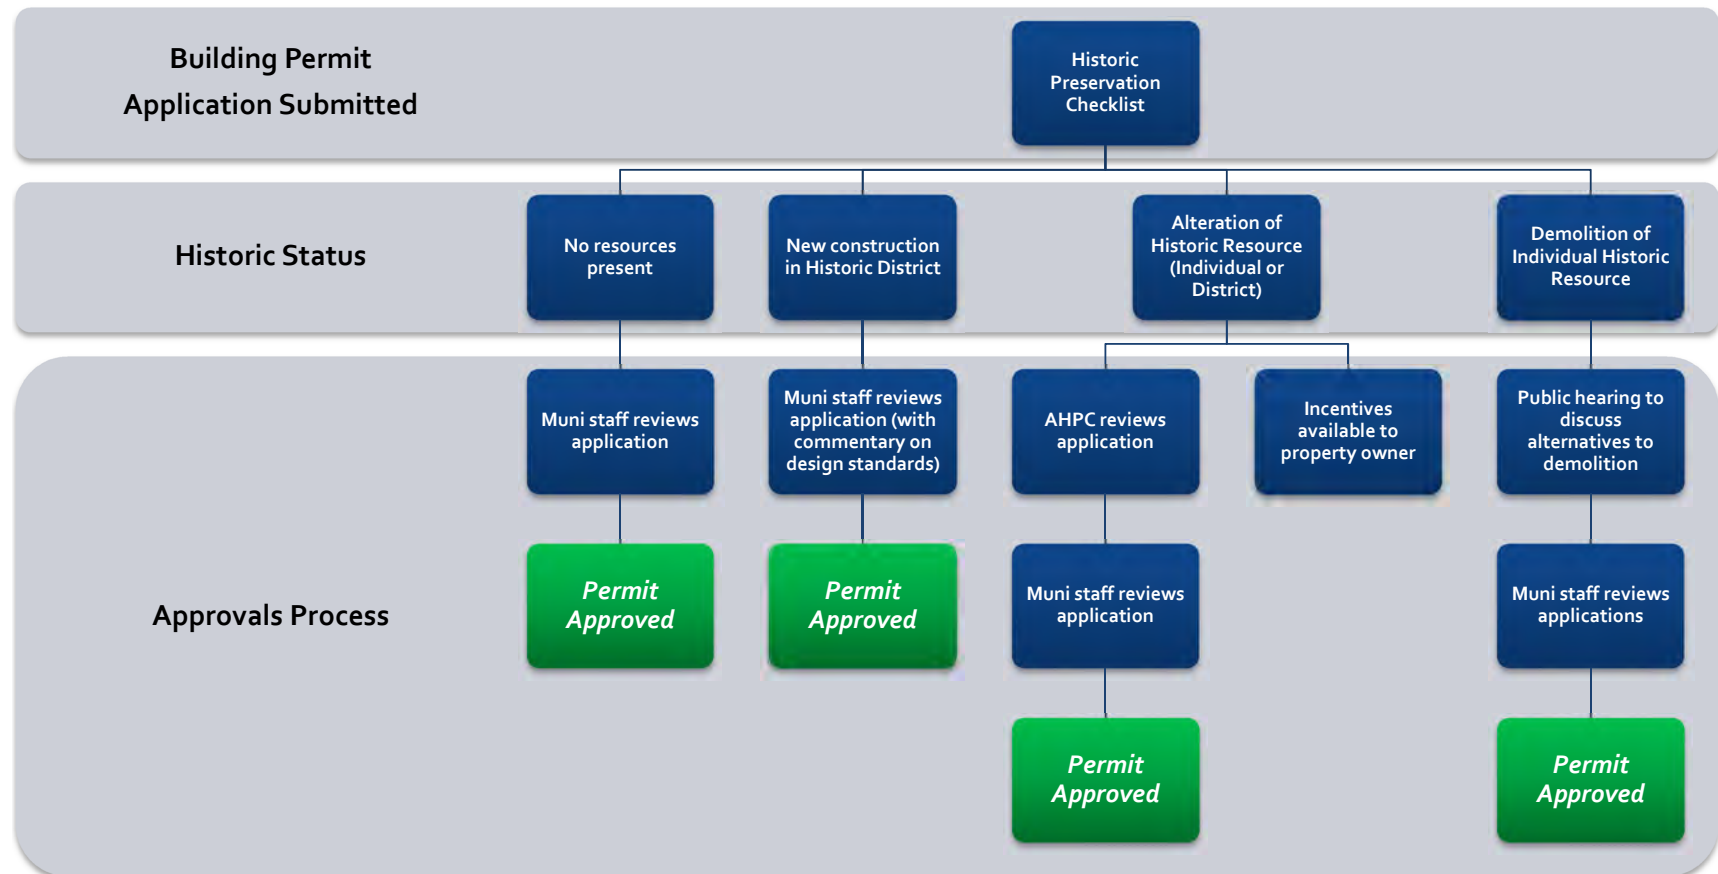 Building Permit
Application Submitted
Historic
Preservation
Checklist
Historic Status
No resources
present
New construction
in Historic District
Alteration of
Historic Resource
(Individual or
District)
Demolition of
Individual Historic
Resource
Approvals Process
Muni staff reviews
application
Muni staff reviews
application (with
commentary on
design standards)
AHPC reviews
application
Incentives
available to
property owner
Public hearing to
discuss
alternatives to
demolition
Permit
Approved
Permit
Approved
Muni staff reviews
application
Muni staff reviews
applications
Permit
Approved
Permit
Approved